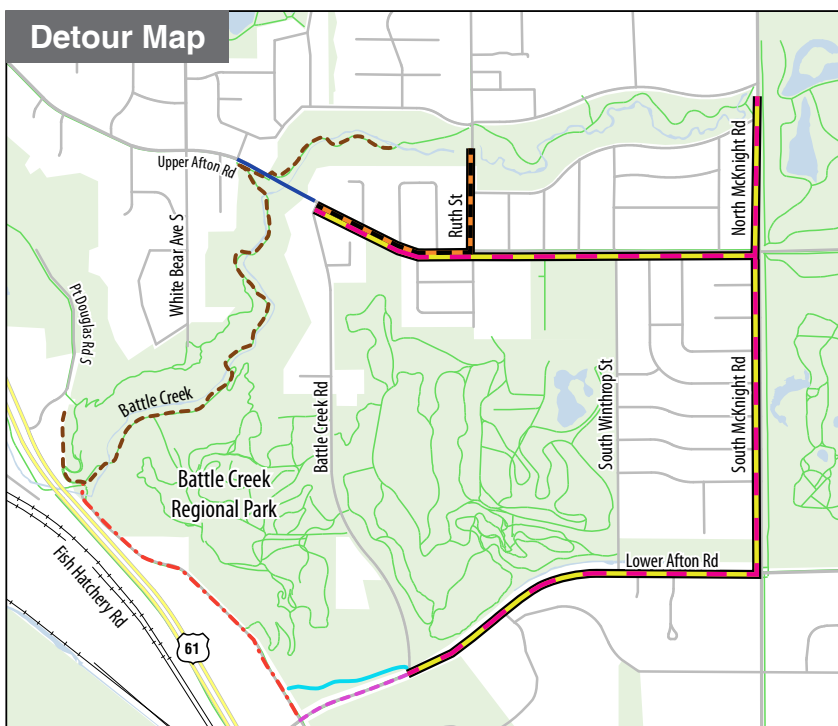 Detour Map
Upper Afton Rd
White Bear Ave S
Ruth St
North McKnight Rd
Pt Douglas Rd S
Battle Creek
Battle Creek Rd
South Winthrop St
South McKnight Rd
Battle Creek
Regional Park
Lower Afton Rd
Fish Hatchery Rd
61